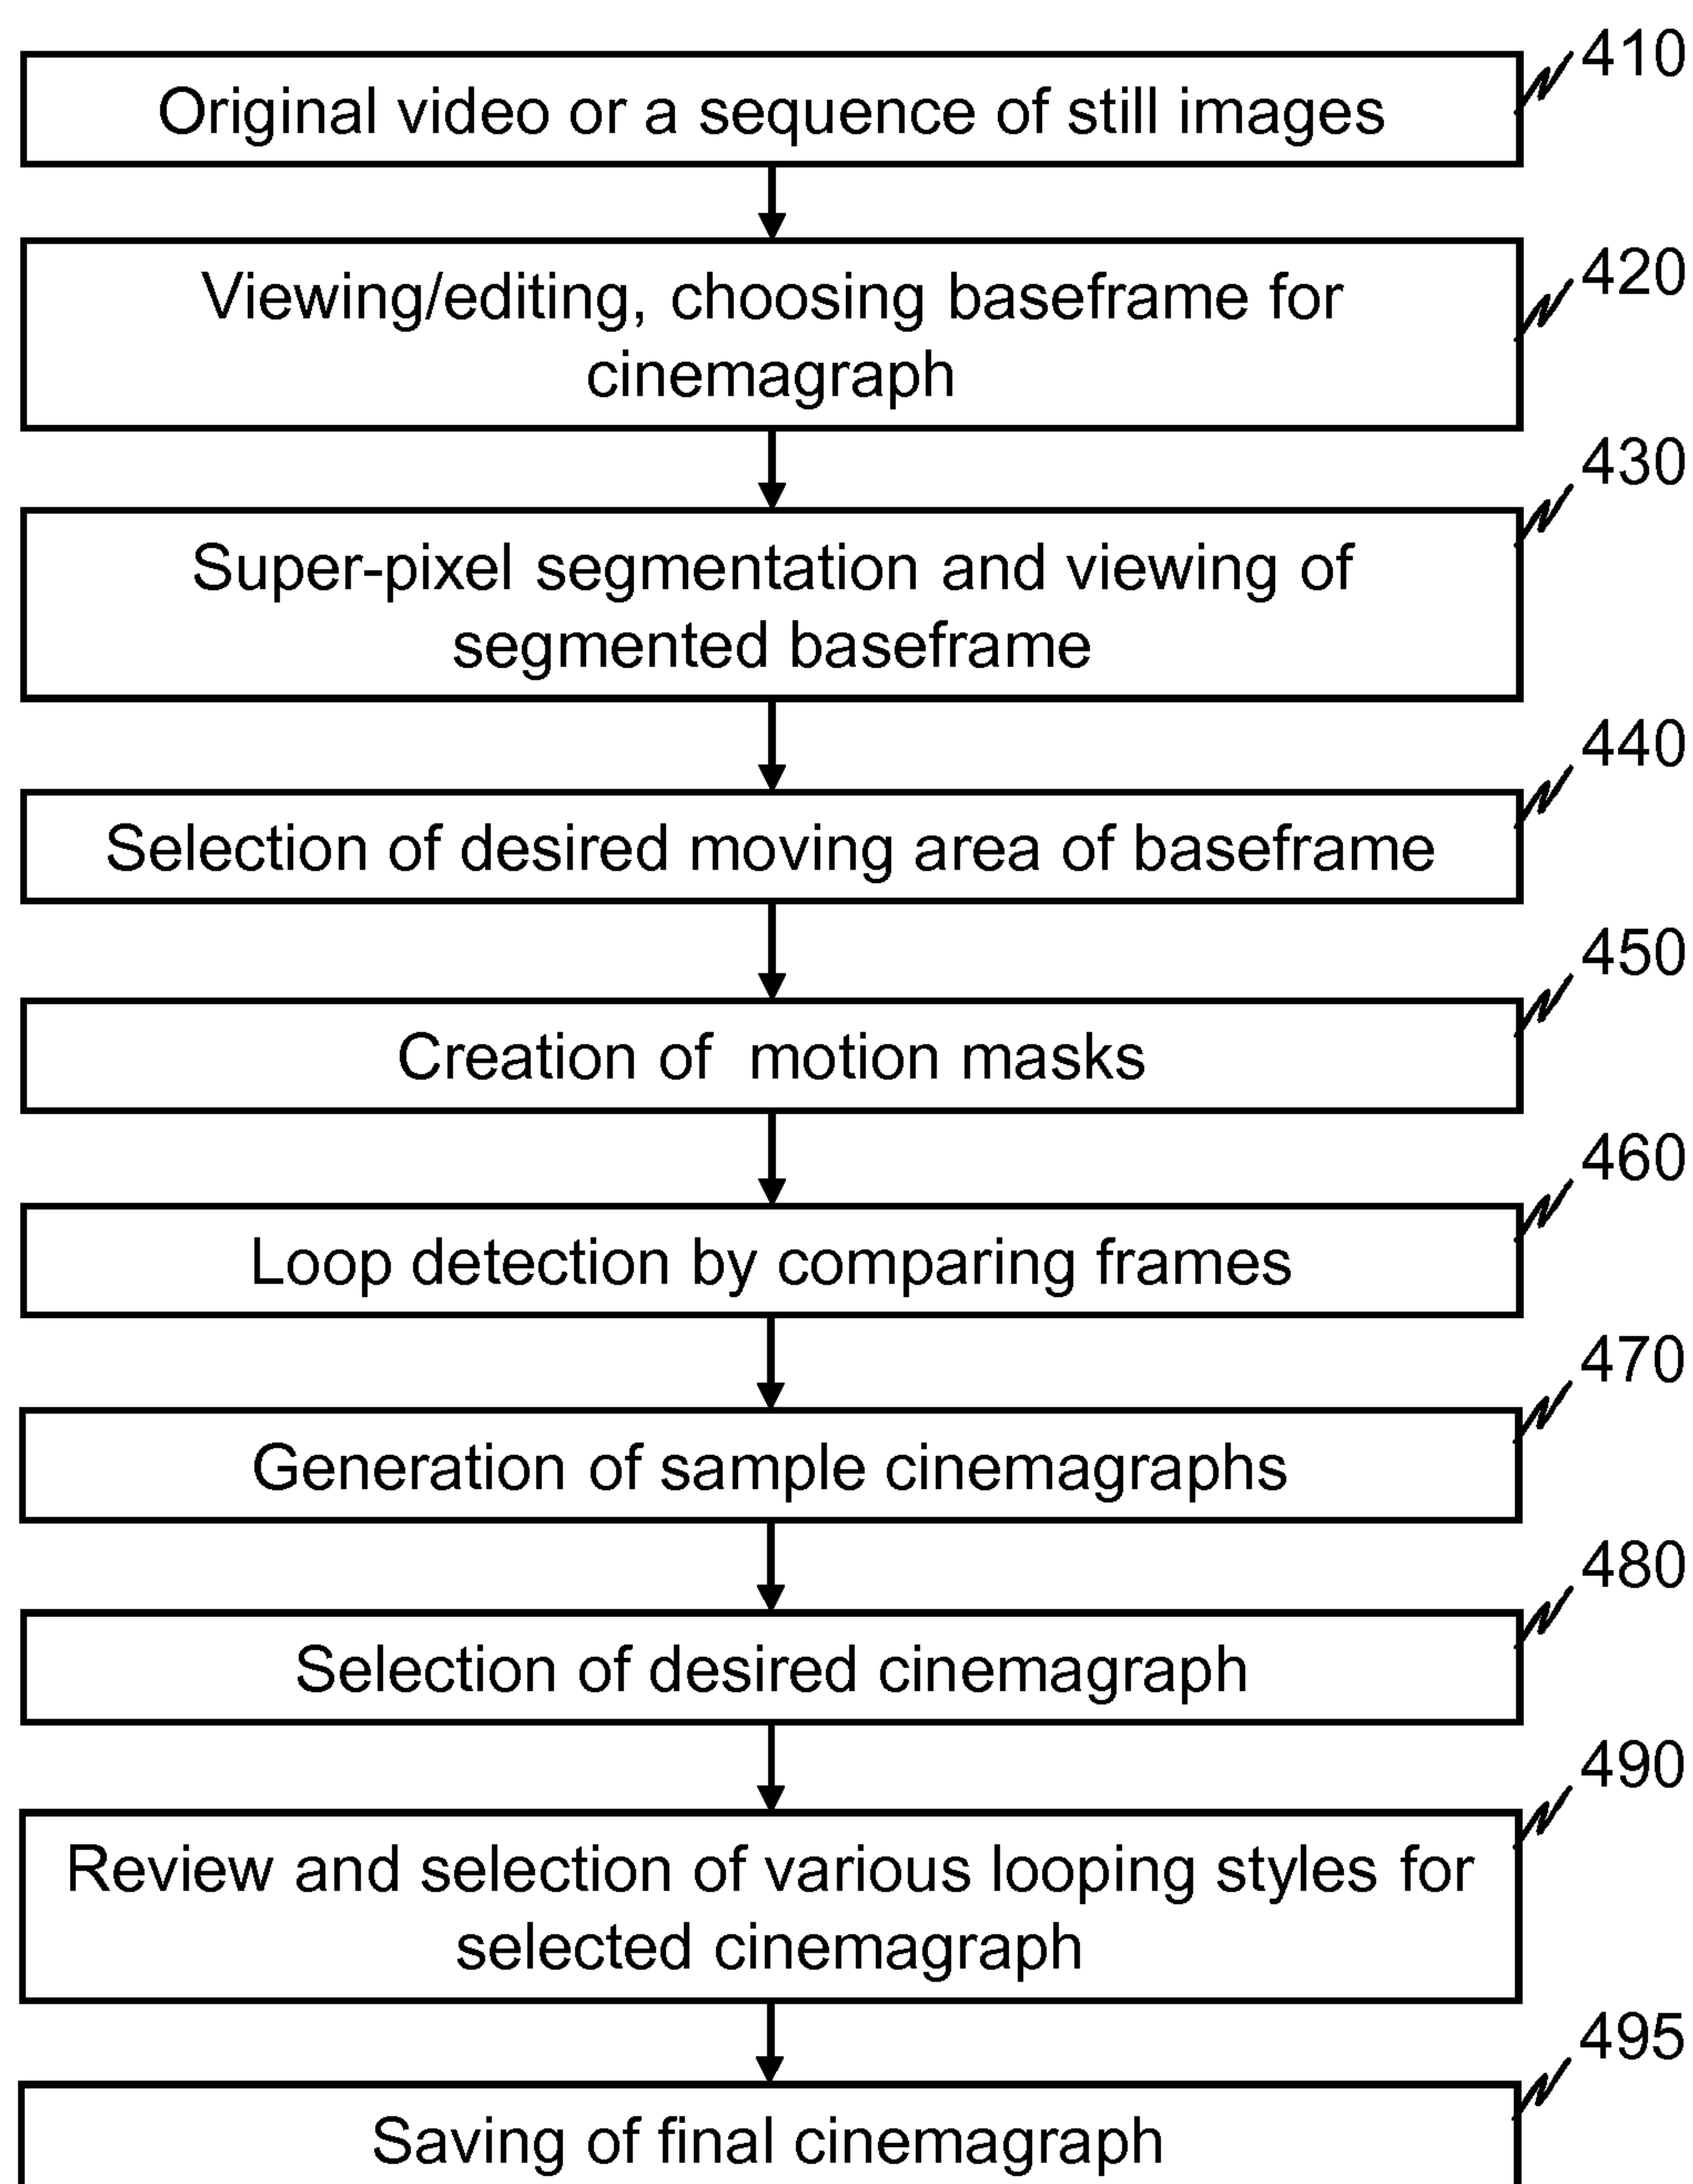 410
Original video or a sequence of still images
420
Viewing/editing, choosing baseframe for
cinemagraph
430
Super-pixel segmentation and viewing of
segmented baseframe
440
Selection of desired moving area of baseframe
450
Creation of motion masks
460
Loop detection by comparing frames
470
Generation of sample cinemagraphs
480
Selection of desired cinemagraph
490
Review and selection of various looping styles for
selected cinemagraph
495
Saving of final cinemagraph